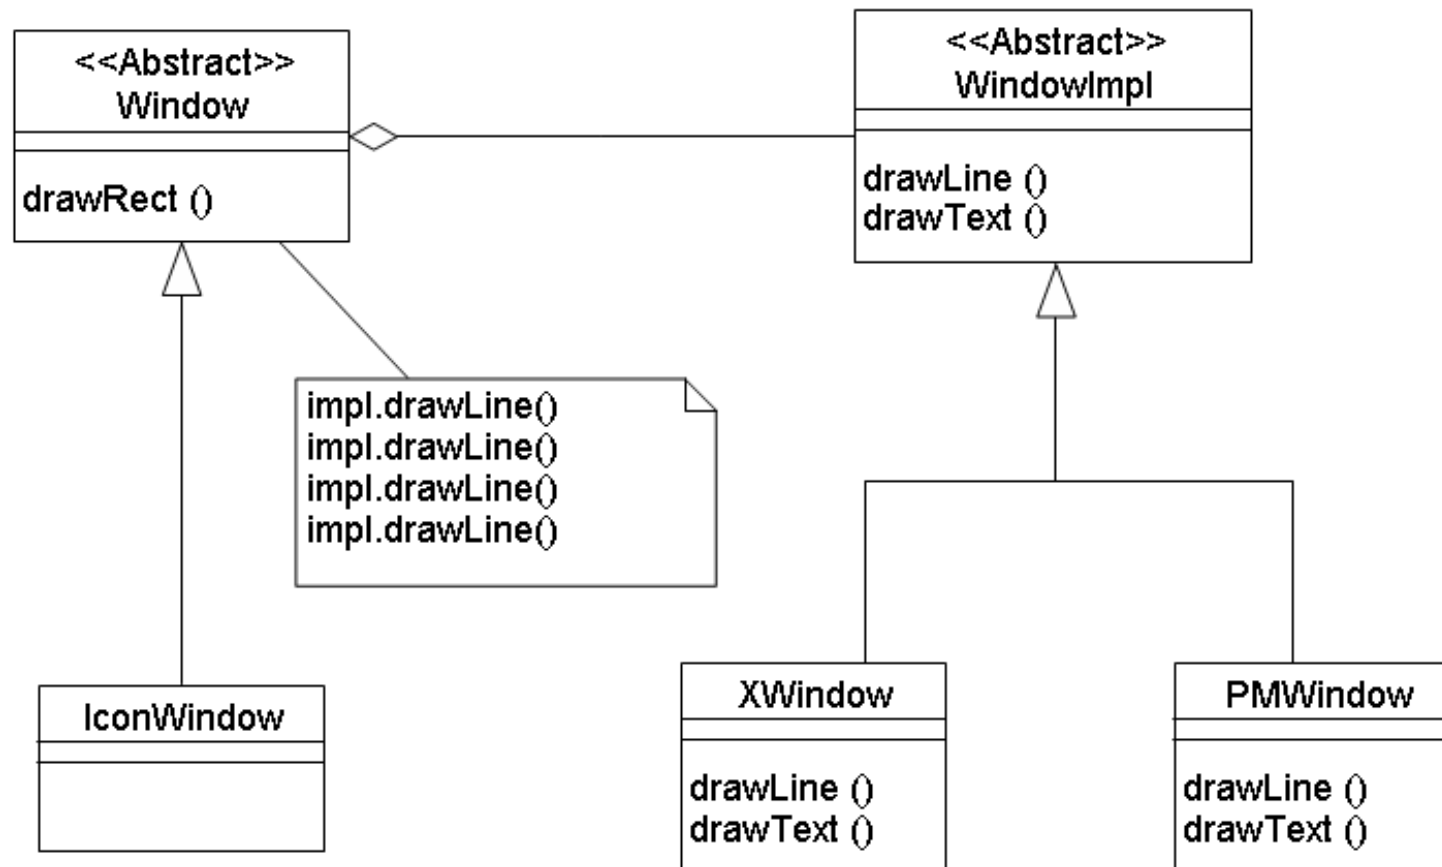 <<Abstract>>
Window
drawRect ()
<<Abstract>>
WindowImpl
drawLine ()
drawText ()
impl.drawLine()
impl.drawLine()
impl.drawLine()
impl.drawLine()
IconWindow
XWindow
drawLine ()
drawText ()
PMWindow
drawLine ()
drawText ()